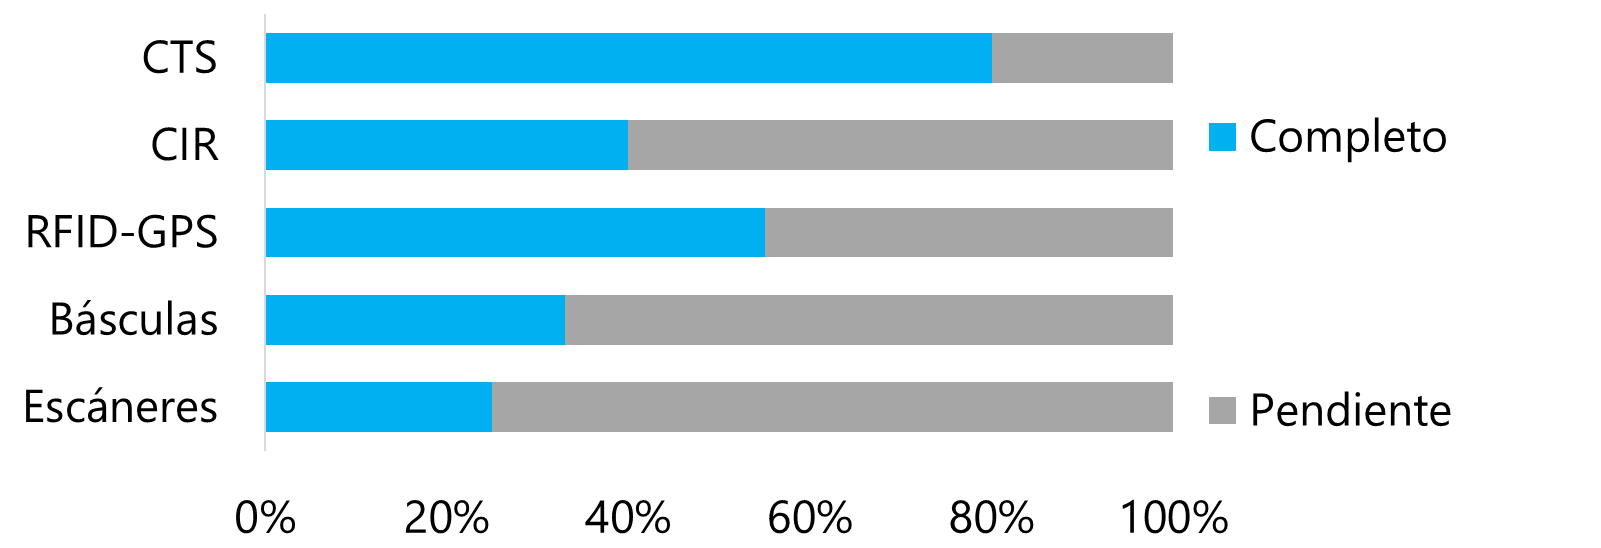 CTS
CIR
RFID-GPS
Básculas
Escáneres
0% 20% 40% 60% 80% 100%
Completo
Pendiente